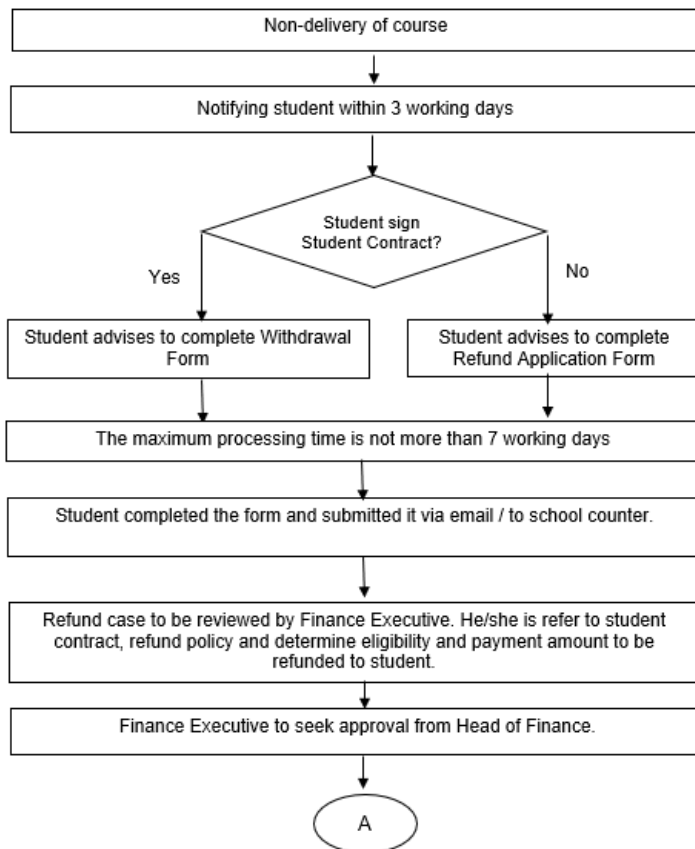 Non-delivery of course
Notifying student within 3 working days
Student sign
Student Contract?
Yes
No
Student advises to complete Withdrawal
Form
Student advises to complete
Refund Application Form
The maximum processing time is not more than 7 working days
Student completed the form and submitted it via email / to school counter.
Refund case to be reviewed by Finance Executive. He/she is refer to student
contract, refund policy and determine eligibility and payment amount to be
refunded to student.
Finance Executive to seek approval from Head of Finance.
A